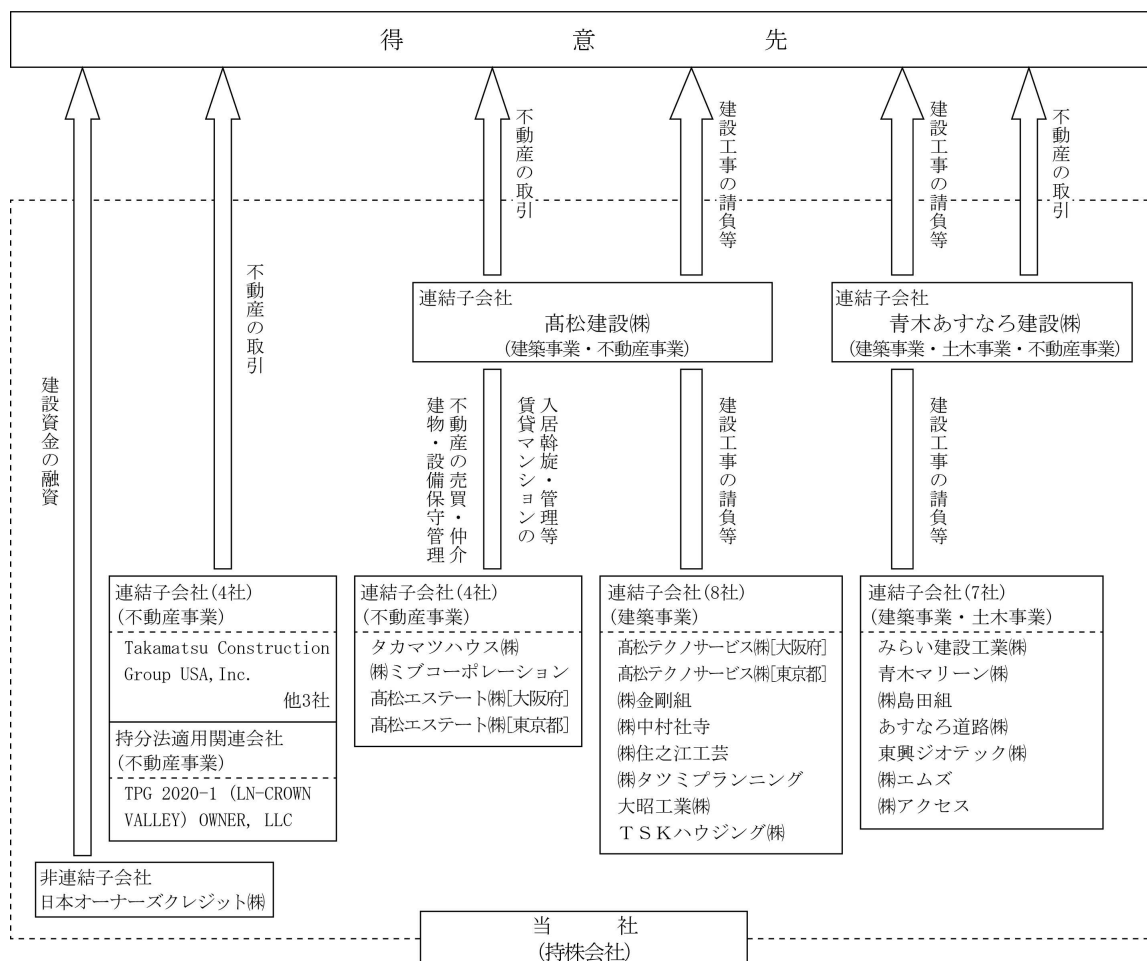 得意先
不動産の取引
建設工事の請負等
建設工事の請負等
不動産の取引
不動産の取引
建設資金の融資
連結子会社
髙松建設㈱
(建築事業・不動産事業)
連結子会社
青木あすなろ建設㈱
(建築事業・土木事業・不動産事業)
入居斡旋・管理等
賃貸マンションの
不動産の売買・仲介
建物・設備保守管理
建設工事の請負等
建設工事の請負等
連結子会社(4社)
(不動産事業)
Takamatsu Construction
Group USA,Inc.
他3社
持分法適用関連会社
(不動産事業)
TPG 2020-1 (LN-CROWN
VALLEY) OWNER, LLC
連結子会社(4社)
(不動産事業)
タカマツハウス㈱
㈱ミブコーポレーション
髙松エステート㈱[大阪府]
髙松エステート㈱[東京都]
連結子会社(8社)
(建築事業)
髙松テクノサービス㈱[大阪府]
髙松テクノサービス㈱[東京都]
㈱金剛組
㈱中村社寺
㈱住之江工芸
㈱タツミプランニング
大昭工業㈱
ＴＳＫハウジング㈱
連結子会社(7社)
(建築事業・土木事業)
みらい建設工業㈱
青木マリーン㈱
㈱島田組
あすなろ道路㈱
東興ジオテック㈱
㈱エムズ
㈱アクセス
非連結子会社
日本オーナーズクレジット㈱
当社
(持株会社)